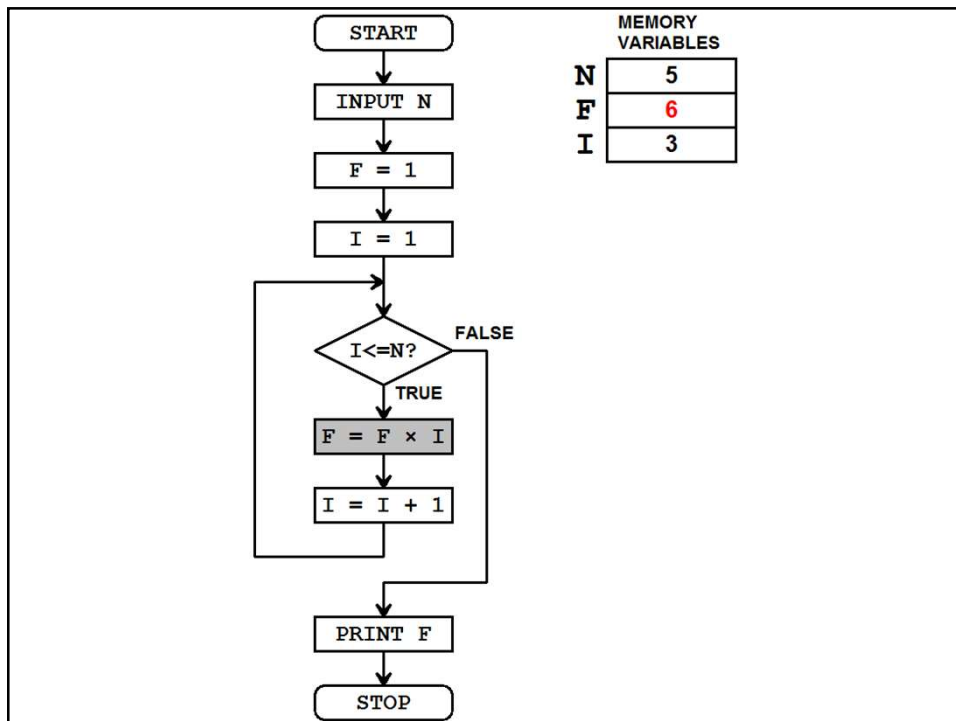 START
INPUT N
F = 1
I = 1
I<=N?
FALSE
TRUE
F = F × I
I = I + 1
PRINT F
STOP
MEMORY
VARIABLES
N 5
F 6
I 3